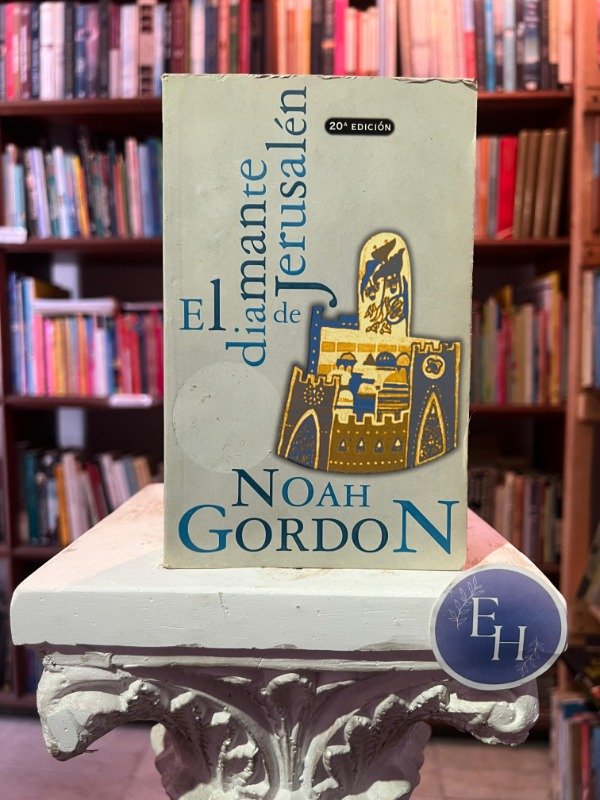 20ª EDICIÓN
El diamante
de Jerusalén
NOAH
GORDON
EH